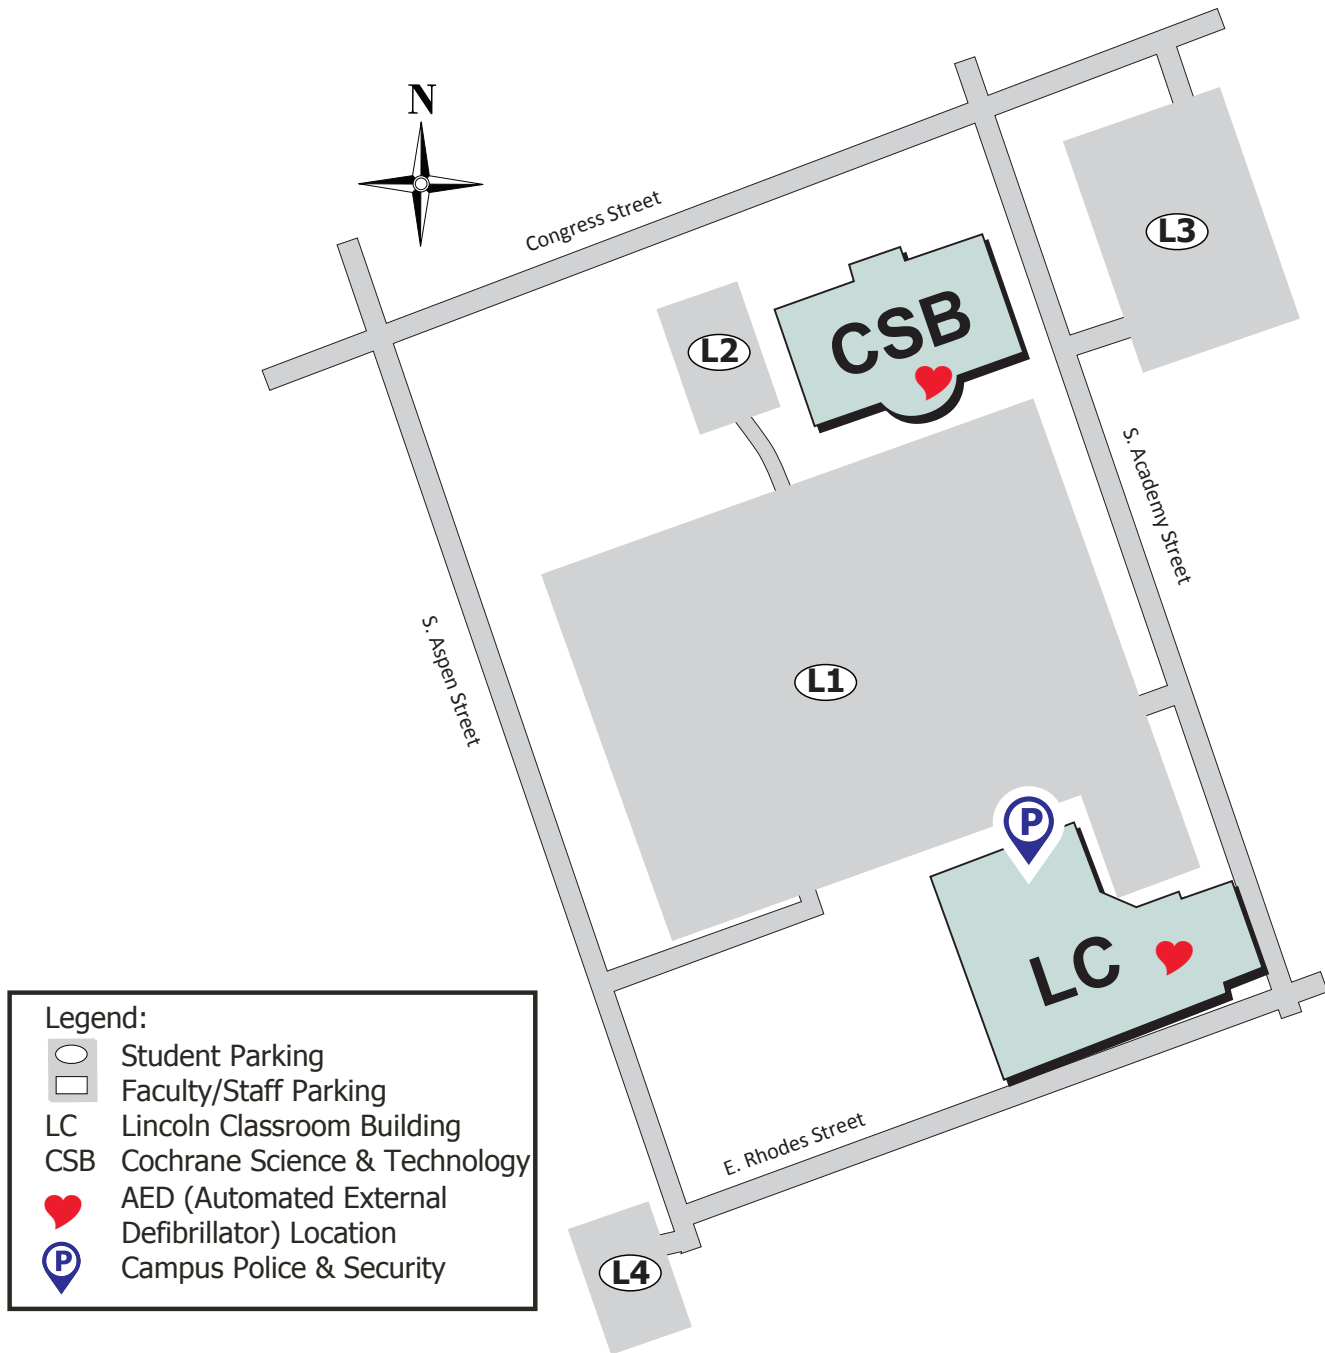 N
Congress Street
L3
CSB
L2
S. Academy Street
S. Aspen Street
L1
P
LC
E. Rhodes Street
L4
Legend:
Student Parking
Faculty/Staff Parking
LC Lincoln Classroom Building
CSB Cochrane Science & Technology
AED (Automated External
Defibrillator) Location
P Campus Police & Security